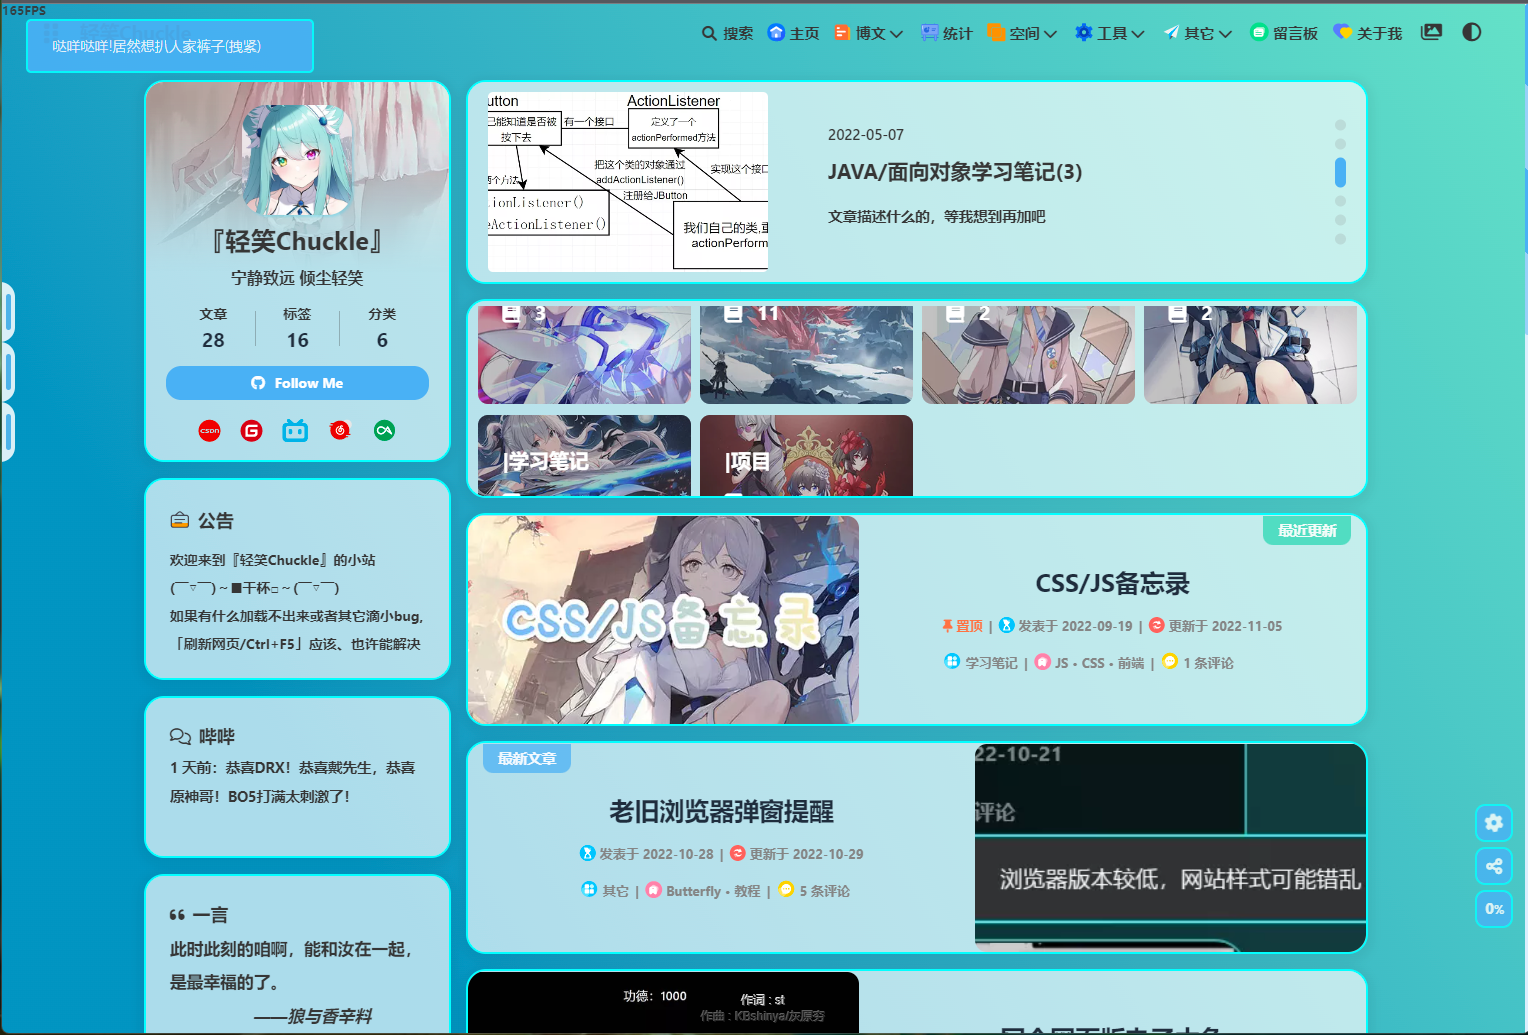 165FPS
哒咩哒咩!居然想扒人家裤子(拽紧)
搜索 主页 博文 统计 空间 工具 其它 留言板 关于我
『轻笑Chuckle』
宁静致远 倾尘轻笑
文章 标签 分类
28 16 6
Follow Me
CSDN
公告
欢迎来到『轻笑Chuckle』的小站
(￣▽￣)～■干杯□～(￣▽￣)
如果有什么加载不出来或者其它滴小bug,
「刷新网页/Ctrl+F5」应该、也许能解决
哔哔
1 天前：恭喜DRX！恭喜戴先生，恭喜
原神哥！BO5打满太刺激了！
一言
此时此刻的咱啊，能和汝在一起，
是最幸福的了。
——狼与香辛料
utton
ActionListener
己能知道是否被
按下去
有一个接口
定义了一个
actionPerformed方法
把这个类的对象通过
addActionListener()
注册给JButton
实现这个接口
两个方法
ionListener()
eActionListener()
我们自己的类,重
actionPerform
2022-05-07
JAVA/面向对象学习笔记(3)
文章描述什么的，等我想到再加吧
3
11
2
2
|学习笔记
|项目
CSS/JS备忘录
最近更新
CSS/JS备忘录
置顶 | 发表于 2022-09-19 | 更新于 2022-11-05
学习笔记 | JS • CSS • 前端 | 1 条评论
最新文章
老旧浏览器弹窗提醒
发表于 2022-10-28 | 更新于 2022-10-29
其它 | Butterfly • 教程 | 5 条评论
22-10-21
评论
浏览器版本较低，网站样式可能错乱
功德：1000
作词 : st
作曲 : KBshinya/灰原穷
0%